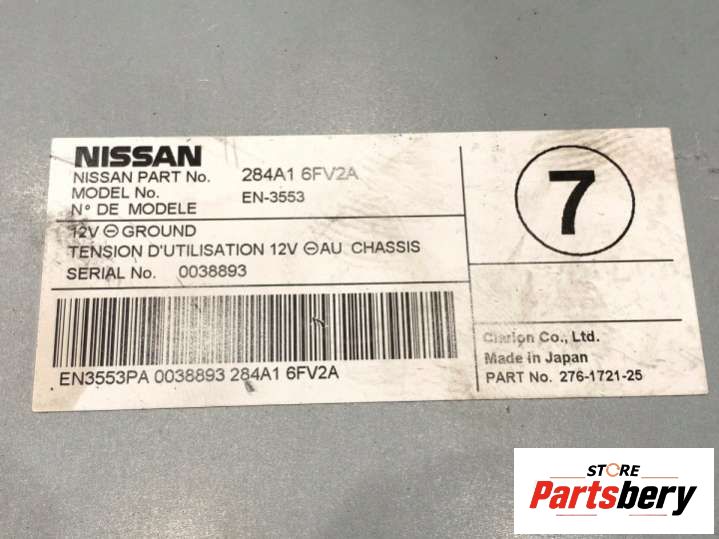 NISSAN
NISSAN PART No. 284A1 6FV2A
MODEL No. EN-3553
N° DE MODELE
12V ⊖ GROUND
TENSION D'UTILISATION 12V ⊖ AU CHASSIS
SERIAL No. 0038893
EN3553PA 0038893 284A1 6FV2A
7
Clarion Co., Ltd.
Made in Japan
PART No. 276-1721-25
STORE
Partsbery